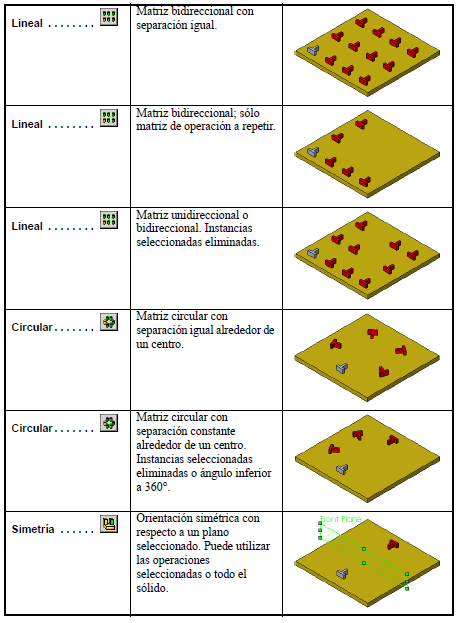 Lineal ........
Matriz bidireccional con
separación igual.
Lineal ........
Matriz bidireccional; sólo
matriz de operación a repetir.
Lineal ........
Matriz unidireccional o
bidireccional. Instancias
seleccionadas eliminadas.
Circular .......
Matriz circular con
separación igual alrededor de
un centro.
Circular .......
Matriz circular con
separación constante
alrededor de un centro.
Instancias seleccionadas
eliminadas o ángulo inferior
a 360°.
Simetría ......
Orientación simétrica con
respecto a un plano
seleccionado. Puede utilizar
las operaciones
seleccionadas o todo el
sólido.
Front Plane